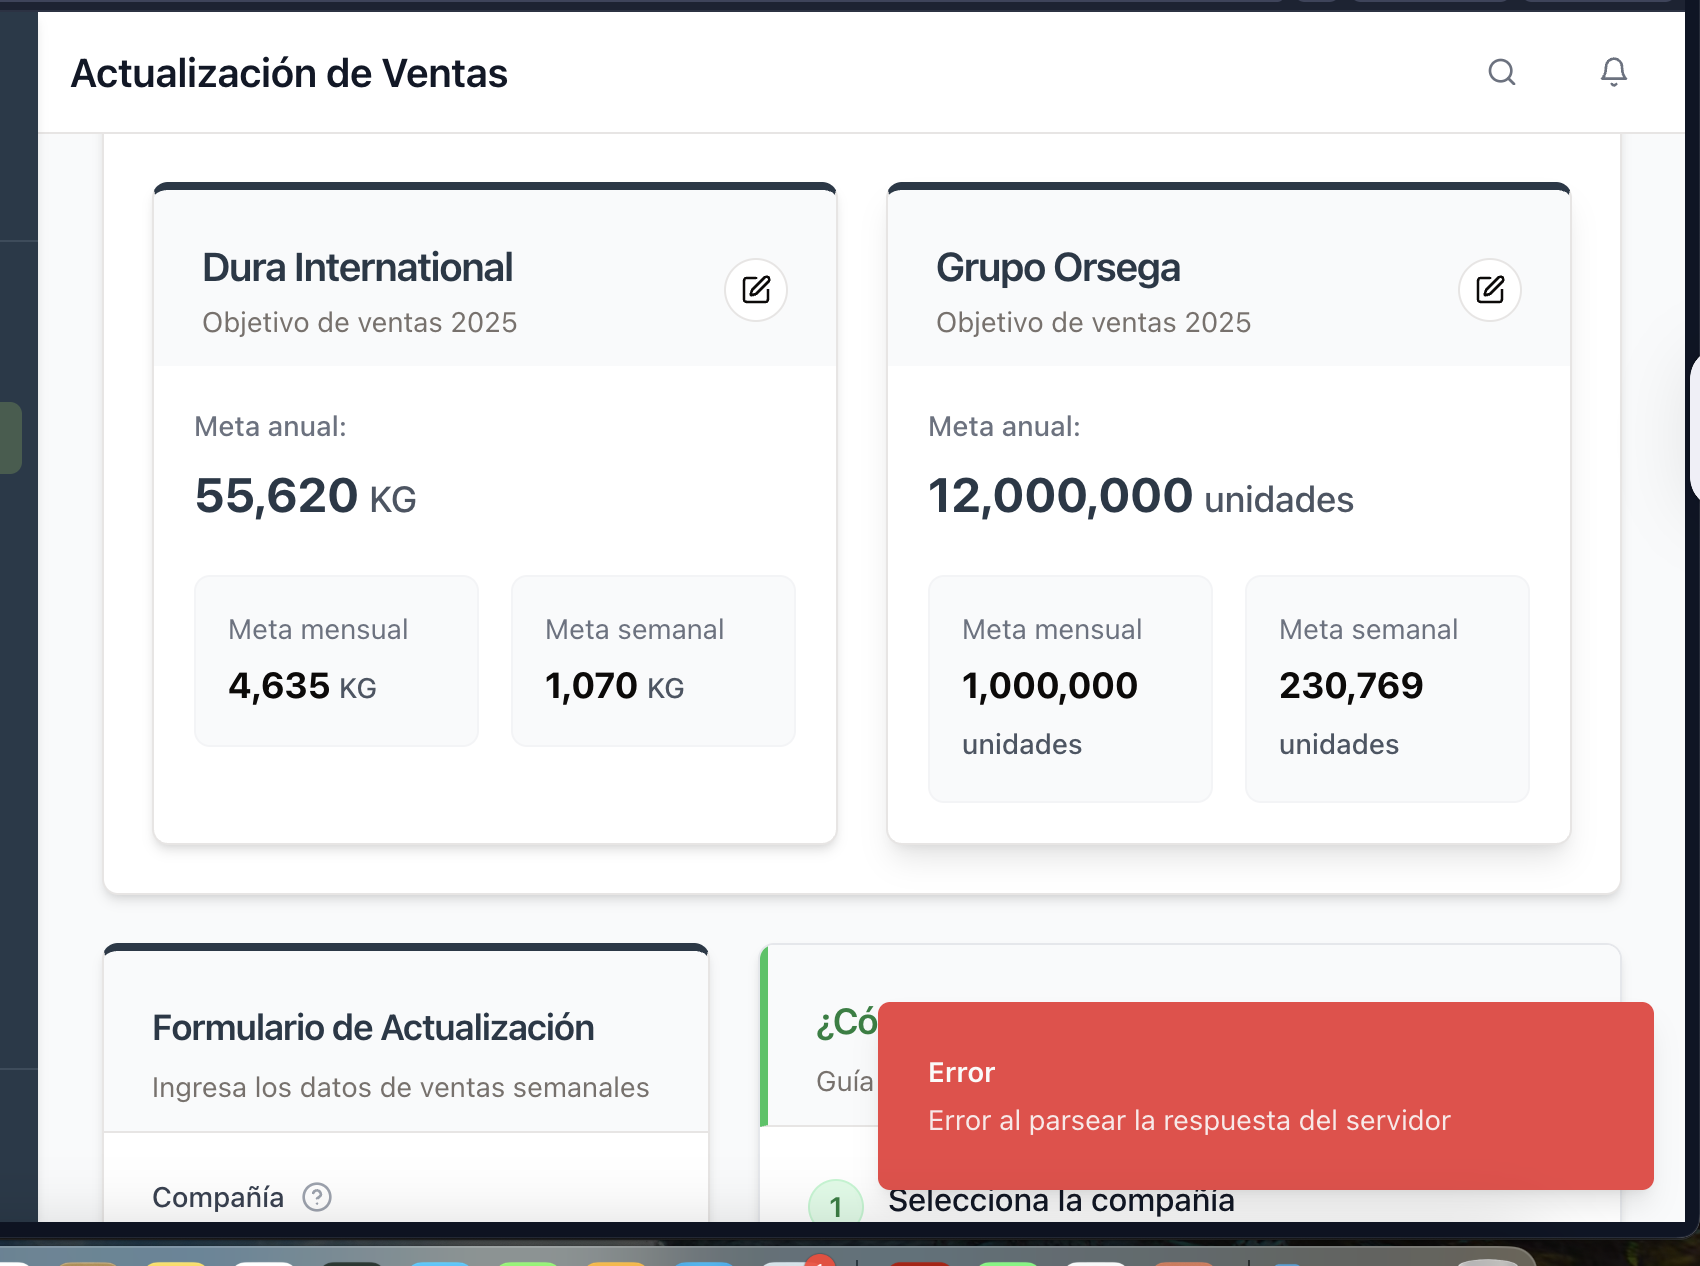 Actualización de Ventas
Dura International
Objetivo de ventas 2025
Meta anual:
55,620 KG
Meta mensual
4,635 KG
Meta semanal
1,070 KG
Grupo Orsega
Objetivo de ventas 2025
Meta anual:
12,000,000 unidades
Meta mensual
1,000,000
unidades
Meta semanal
230,769
unidades
Formulario de Actualización
Ingresa los datos de ventas semanales
Compañía ?
¿Có
Guía
1 Selecciona la compañía
Error
Error al parsear la respuesta del servidor